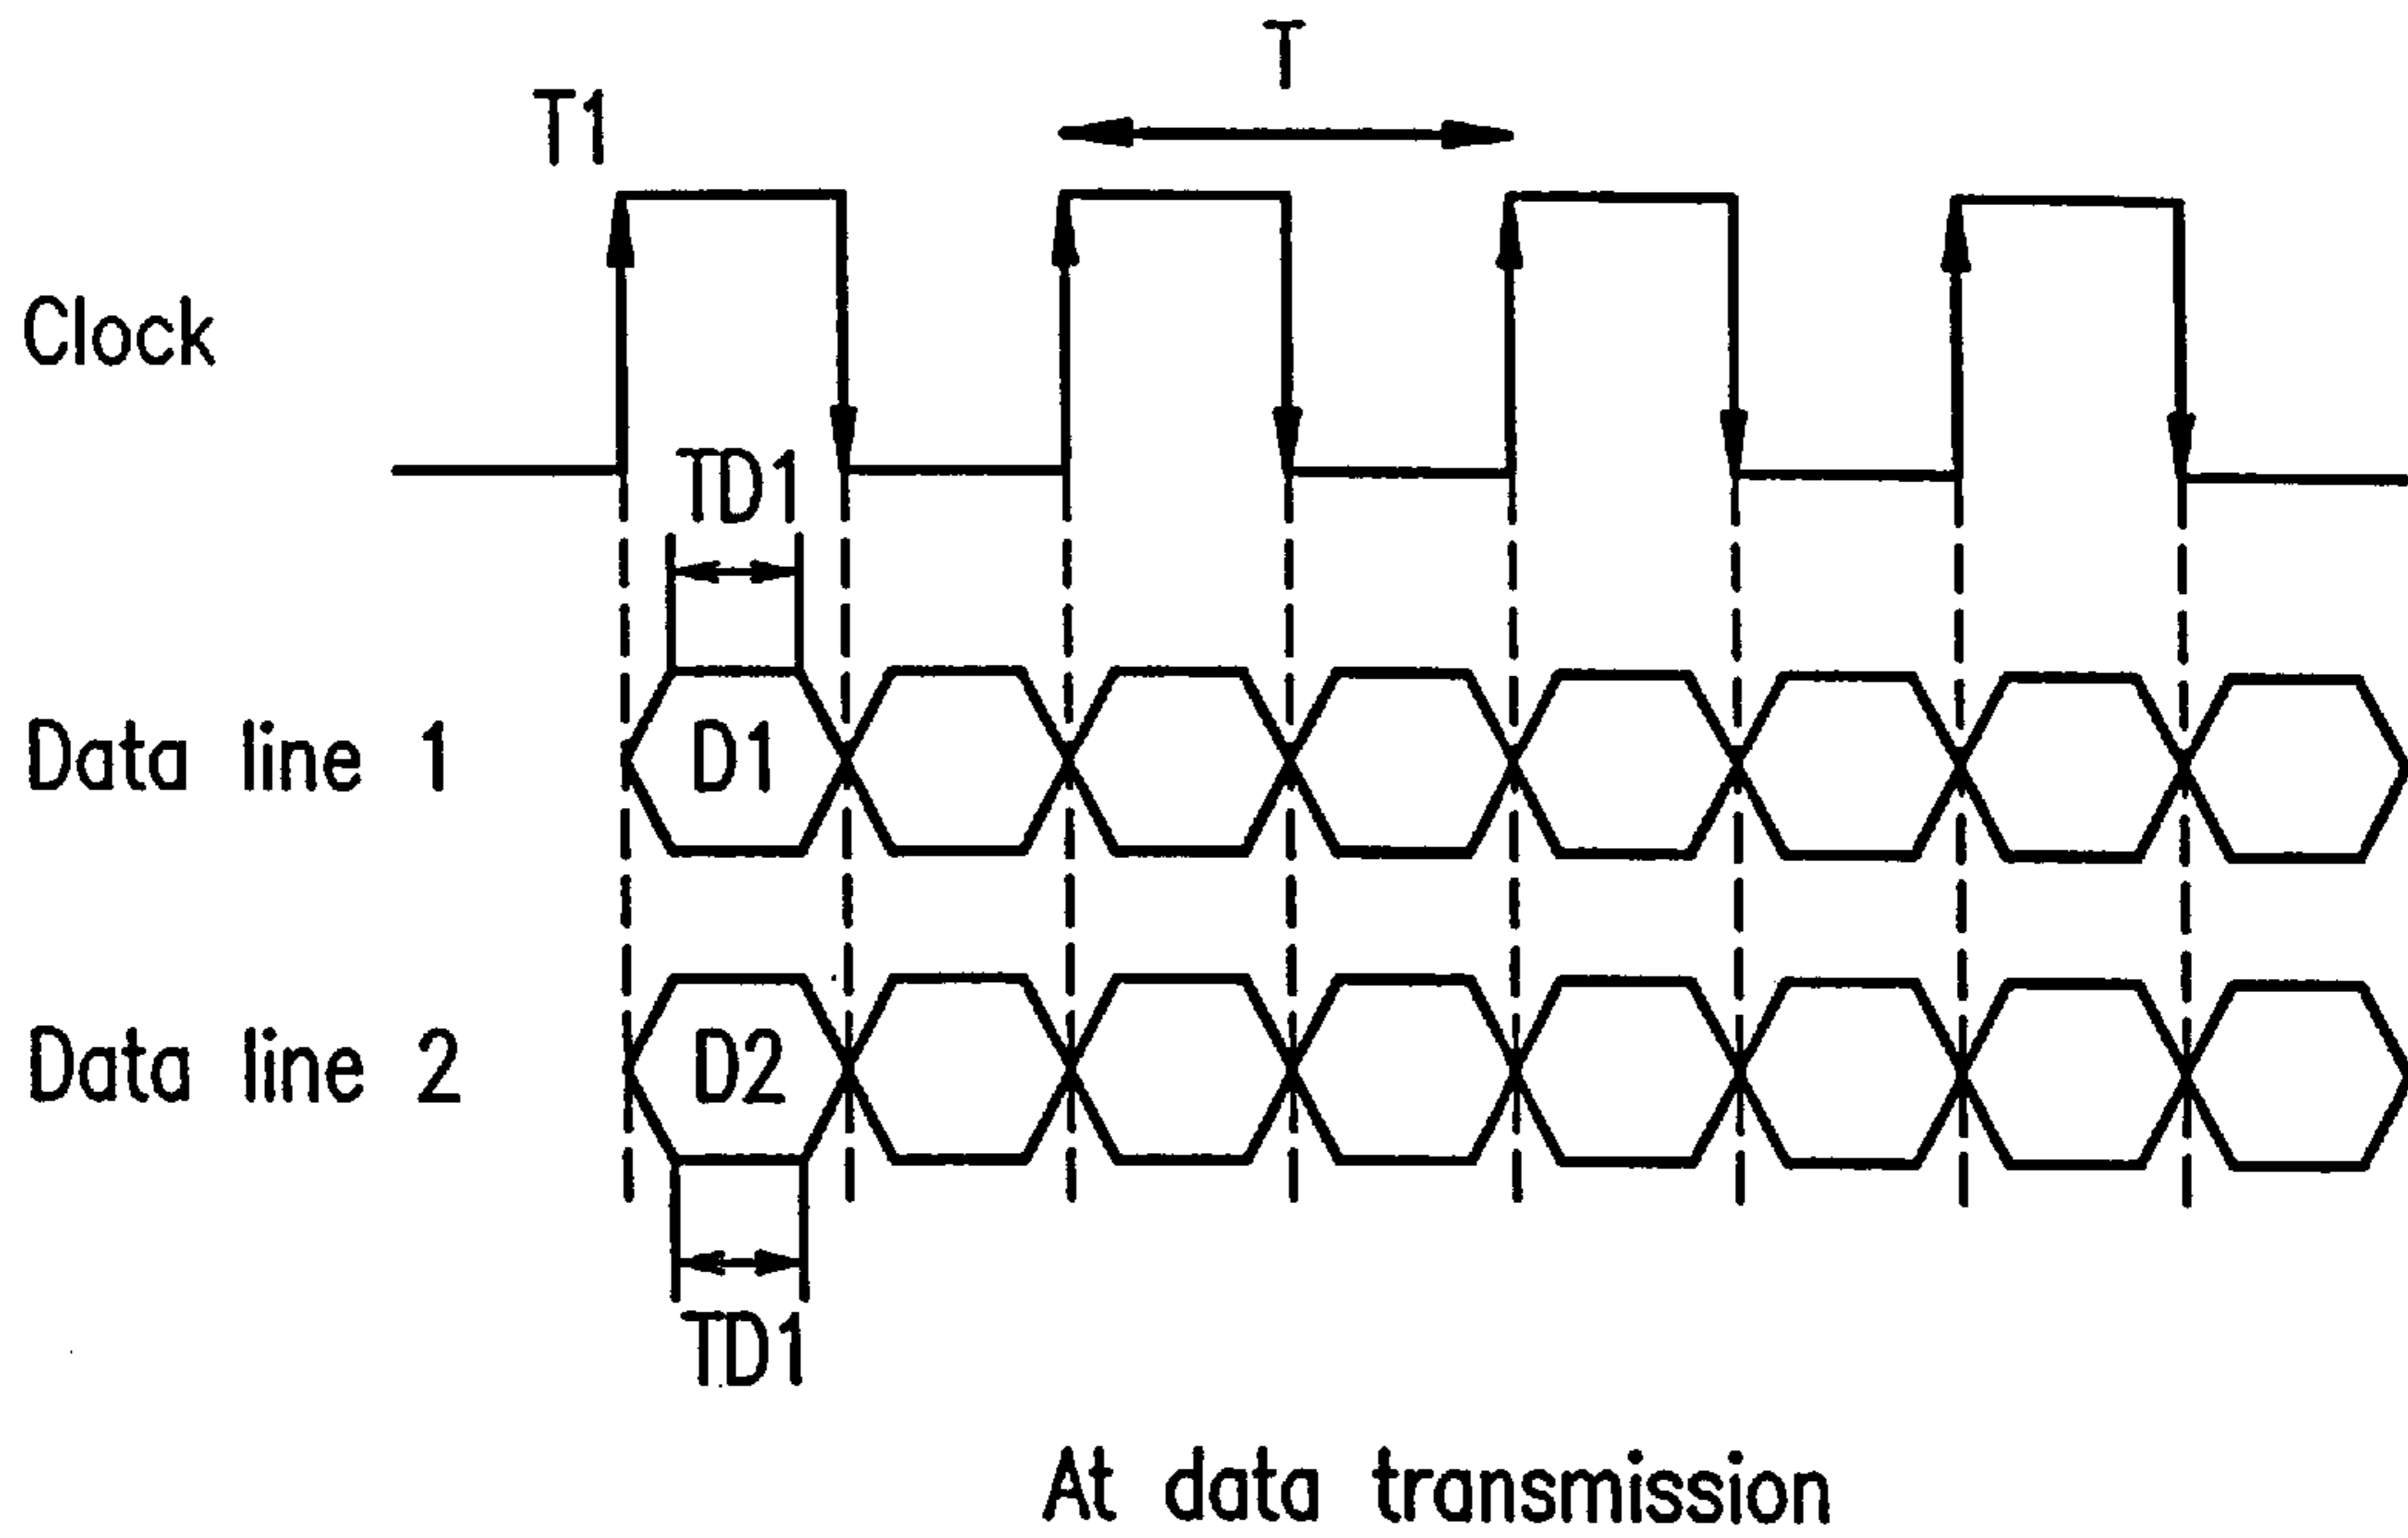 T
T1
Clock
TD1
Data line 1
D1
Data line 2
D2
TD1
At data transmission